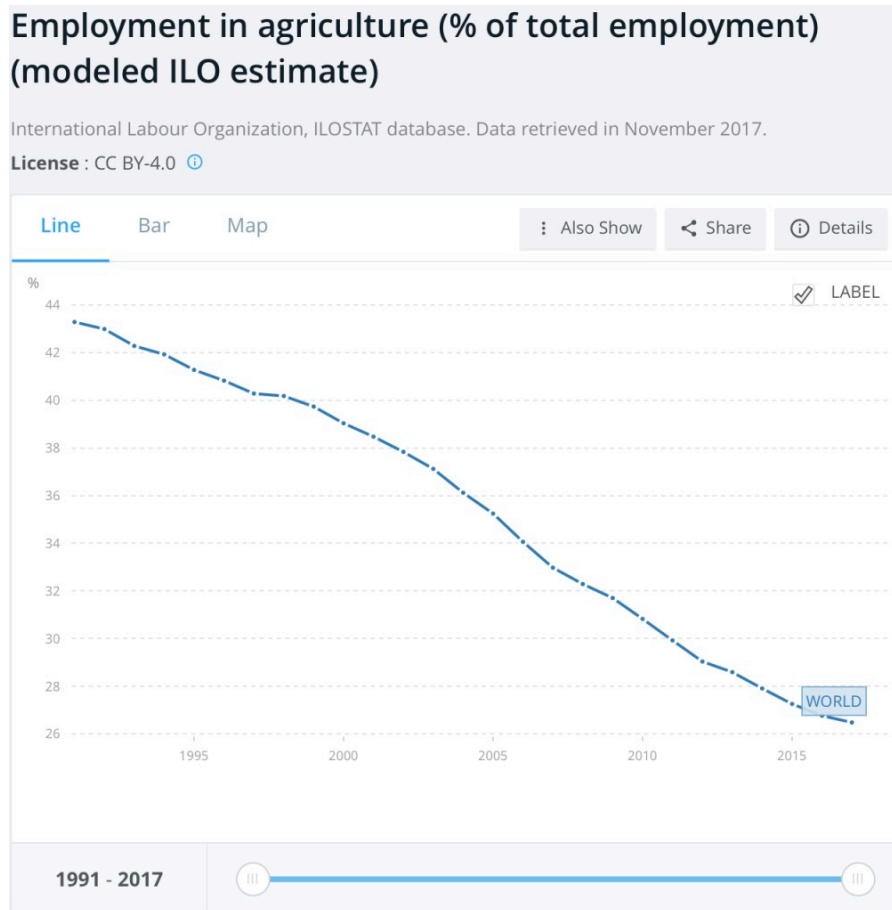 Employment in agriculture (% of total employment)
(modeled ILO estimate)
International Labour Organization, ILOSTAT database. Data retrieved in November 2017.
License : CC BY-4.0
Line Bar Map Also Show Share Details
%
LABEL
44
42
40
38
36
34
32
30
28
WORLD
26
1995 2000 2005 2010 2015
1991 - 2017